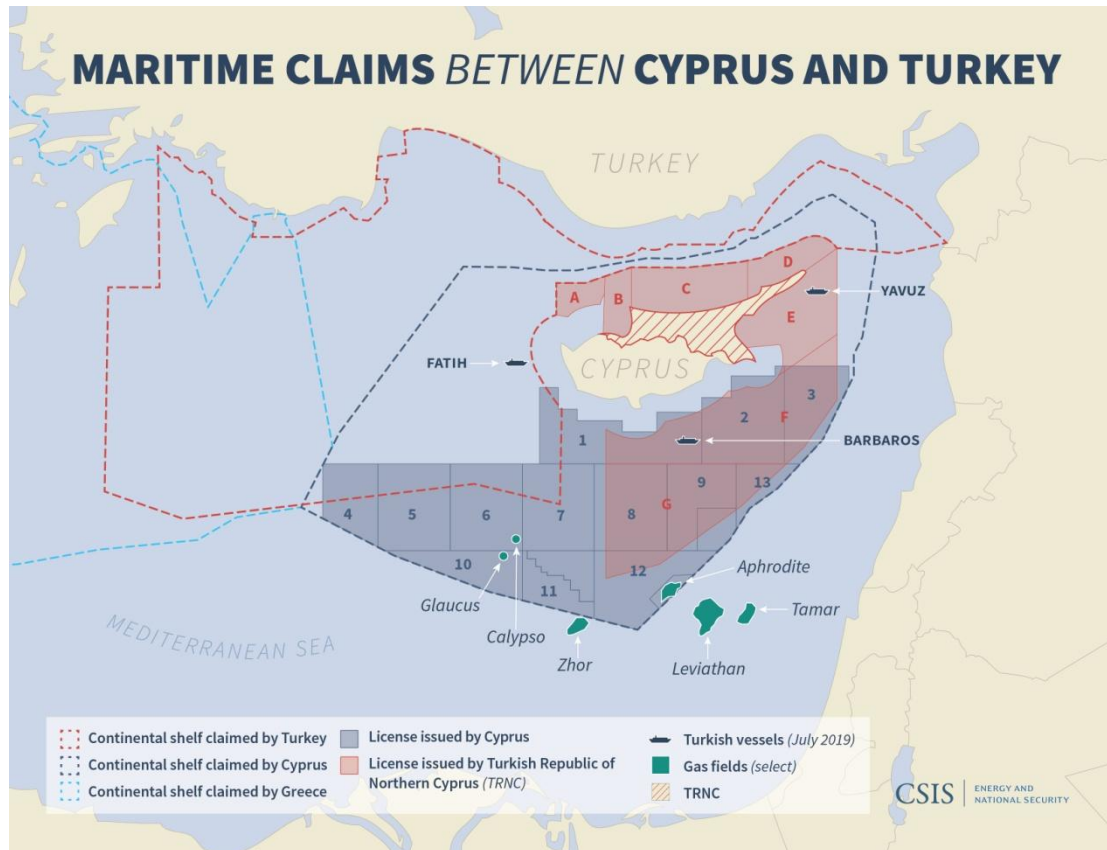 MARITIME CLAIMS BETWEEN CYPRUS AND TURKEY
TURKEY
D
A
B
C
YAVUZ
E
FATIH
CYPRUS
3
2
F
1
BARBAROS
4
5
6
7
8
G
9
13
10
11
12
Aphrodite
Glaucus
Tamar
Calypso
MEDITERRANEAN SEA
Zhor
Leviathan
Continental shelf claimed by Turkey
Continental shelf claimed by Cyprus
Continental shelf claimed by Greece
License issued by Cyprus
License issued by Turkish Republic of
Northern Cyprus (TRNC)
Turkish vessels (July 2019)
Gas fields (select)
TRNC
CSIS
ENERGY AND
NATIONAL SECURITY